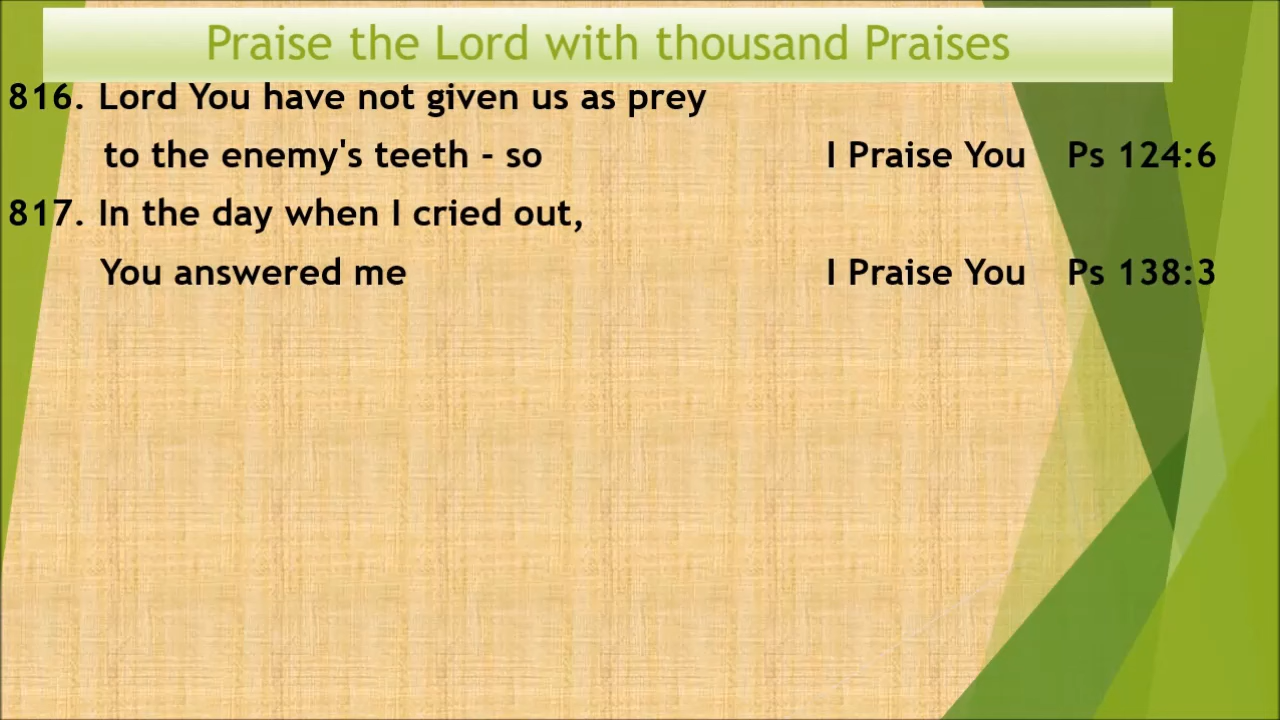 Praise the Lord with thousand Praises
816. Lord You have not given us as prey
to the enemy's teeth - so I Praise You Ps 124:6
817. In the day when I cried out,
You answered me I Praise You Ps 138:3